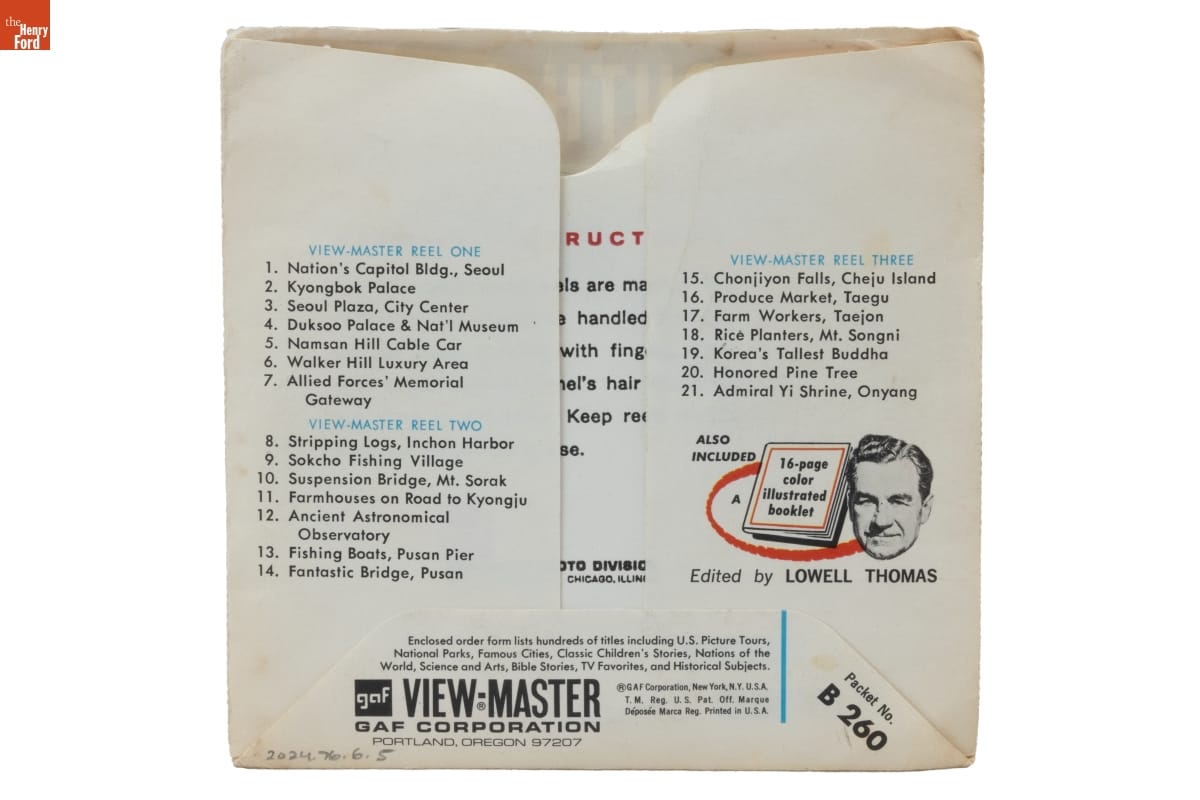 the
Henry
Ford
VIEW-MASTER REEL ONE
1. Nation's Capitol Bldg., Seoul
2. Kyongbok Palace
3. Seoul Plaza, City Center
4. Duksoo Palace & Nat'l Museum
5. Namsan Hill Cable Car
6. Walker Hill Luxury Area
7. Allied Forces' Memorial
Gateway
VIEW-MASTER REEL TWO
8. Stripping Logs, Inchon Harbor
9. Sokcho Fishing Village
10. Suspension Bridge, Mt. Sorak
11. Farmhouses on Road to Kyongju
12. Ancient Astronomical
Observatory
13. Fishing Boats, Pusan Pier
14. Fantastic Bridge, Pusan
RUCT
els are ma
e handled
with fing
nel's hair
Keep ree
se.
OTO DIVISIO
CHICAGO, ILLIN
VIEW-MASTER REEL THREE
15. Chonjiyon Falls, Cheju Island
16. Produce Market, Taegu
17. Farm Workers, Taejon
18. Rice Planters, Mt. Songni
19. Korea's Tallest Buddha
20. Honored Pine Tree
21. Admiral Yi Shrine, Onyang
ALSO
INCLUDED
A
16-page
color
illustrated
booklet
Edited by LOWELL THOMAS
Enclosed order form lists hundreds of titles including U.S. Picture Tours,
National Parks, Famous Cities, Classic Children's Stories, Nations of the
World, Science and Arts, Bible Stories, TV Favorites, and Historical Subjects.
gaf VIEW-MASTER®
GAF CORPORATION
PORTLAND, OREGON 97207
®GAF Corporation, New York, N.Y. U.S.A.
T. M. Reg. U.S. Pat. Off. Marque
Déposée Marca Reg. Printed in U.S.A.
Packet No.
B 260
2024.76.6.5